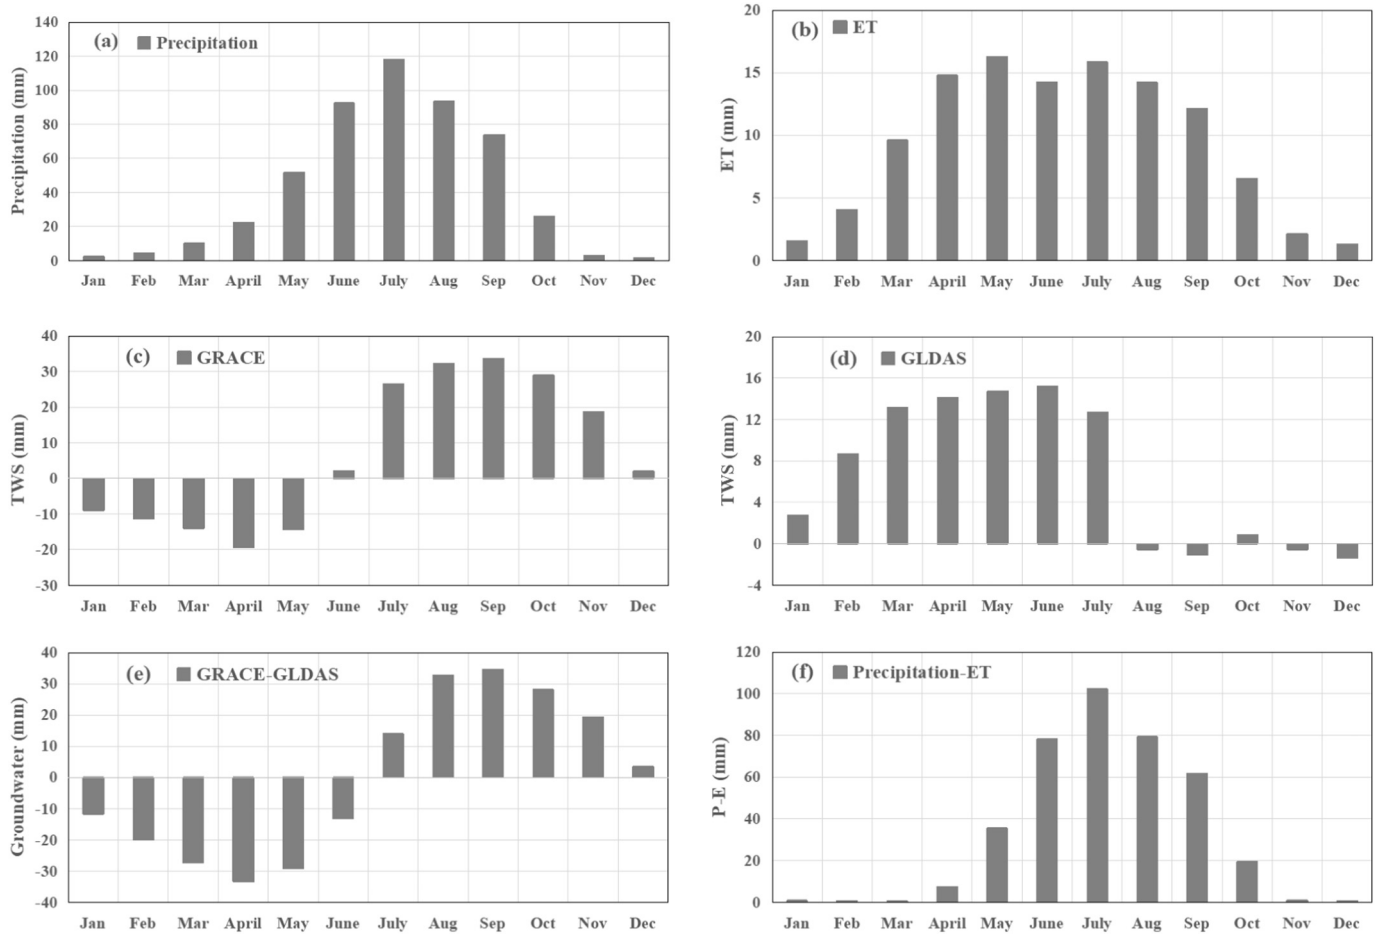 140
120
100
80
60
40
20
0
Precipitation (mm)
(a) Precipitation
Jan Feb Mar April May June July Aug Sep Oct Nov Dec
20
15
10
5
0
ET (mm)
(b) ET
Jan Feb Mar April May June July Aug Sep Oct Nov Dec
40
30
20
10
0
-10
-20
-30
TWS (mm)
(c) GRACE
Jan Feb Mar April May June July Aug Sep Oct Nov Dec
20
16
12
8
4
0
-4
TWS (mm)
(d) GLDAS
Jan Feb Mar April May June July Aug Sep Oct Nov Dec
40
30
20
10
0
-10
-20
-30
-40
Groundwater (mm)
(e) GRACE-GLDAS
Jan Feb Mar April May June July Aug Sep Oct Nov Dec
120
100
80
60
40
20
0
P-E (mm)
(f) Precipitation-ET
Jan Feb Mar April May June July Aug Sep Oct Nov Dec